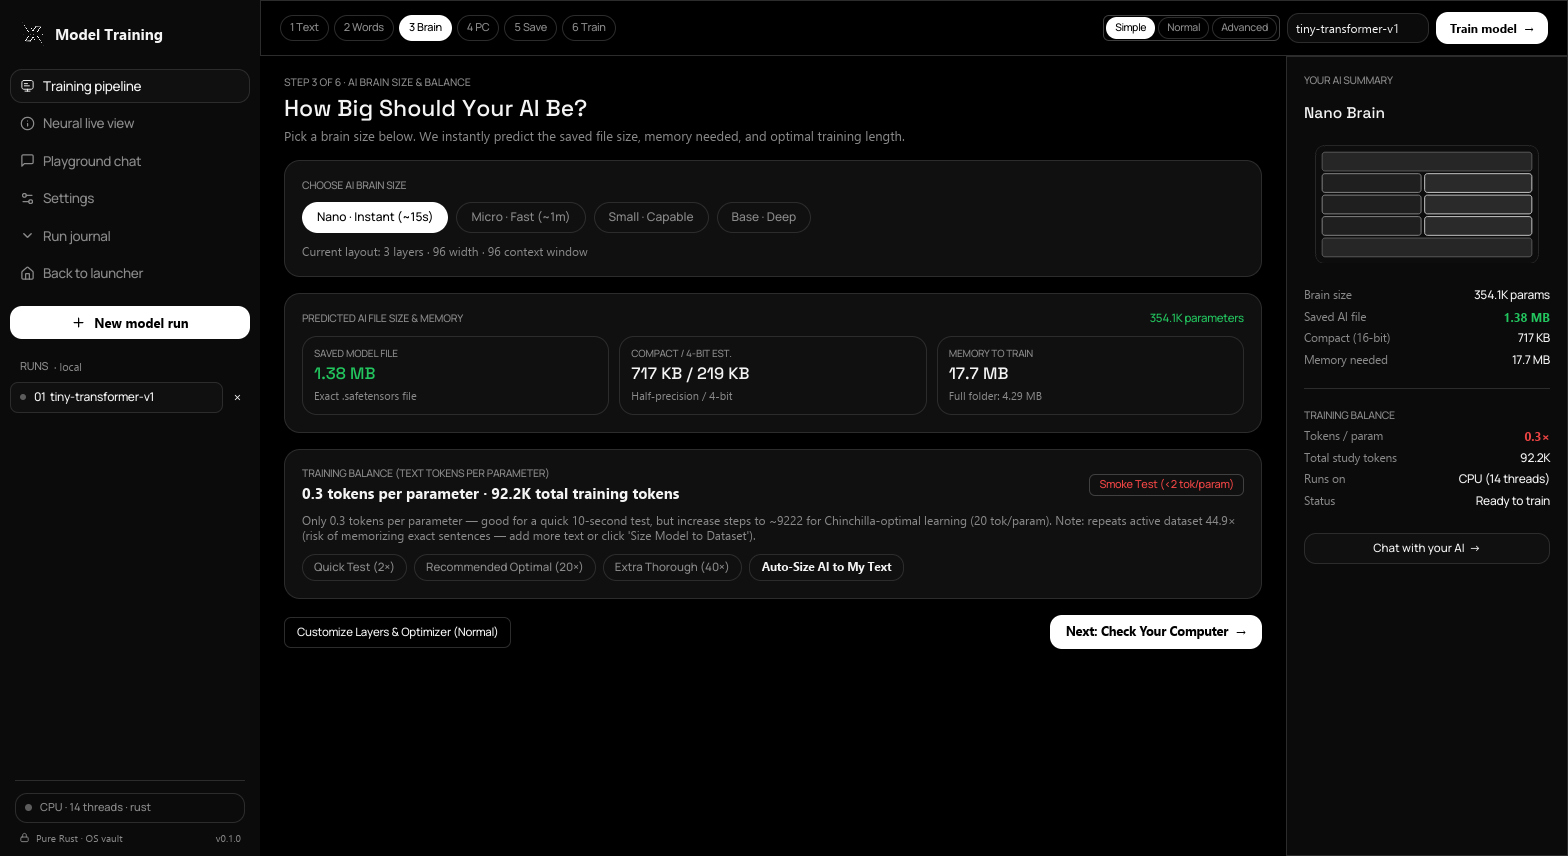 Model Training
Training pipeline
Neural live view
Playground chat
Settings
Run journal
Back to launcher
+ New model run
RUNS · local
01 tiny-transformer-v1 ×
CPU · 14 threads · rust
Pure Rust · OS vault v0.1.0
1 Text 2 Words 3 Brain 4 PC 5 Save 6 Train
Simple Normal Advanced tiny-transformer-v1 Train model →
STEP 3 OF 6 · AI BRAIN SIZE & BALANCE
How Big Should Your AI Be?
Pick a brain size below. We instantly predict the saved file size, memory needed, and optimal training length.
CHOOSE AI BRAIN SIZE
Nano · Instant (~15s) Micro · Fast (~1m) Small · Capable Base · Deep
Current layout: 3 layers · 96 width · 96 context window
PREDICTED AI FILE SIZE & MEMORY 354.1K parameters
SAVED MODEL FILE
1.38 MB
Exact .safetensors file
COMPACT / 4-BIT EST.
717 KB / 219 KB
Half-precision / 4-bit
MEMORY TO TRAIN
17.7 MB
Full folder: 4.29 MB
TRAINING BALANCE (TEXT TOKENS PER PARAMETER)
0.3 tokens per parameter · 92.2K total training tokens
Smoke Test (<2 tok/param)
Only 0.3 tokens per parameter — good for a quick 10-second test, but increase steps to ~9222 for Chinchilla-optimal learning (20 tok/param). Note: repeats active dataset 44.9×
(risk of memorizing exact sentences — add more text or click 'Size Model to Dataset').
Quick Test (2×) Recommended Optimal (20×) Extra Thorough (40×) Auto-Size AI to My Text
Customize Layers & Optimizer (Normal) Next: Check Your Computer →
YOUR AI SUMMARY
Nano Brain
Brain size 354.1K params
Saved AI file 1.38 MB
Compact (16-bit) 717 KB
Memory needed 17.7 MB
TRAINING BALANCE
Tokens / param 0.3×
Total study tokens 92.2K
Runs on CPU (14 threads)
Status Ready to train
Chat with your AI →